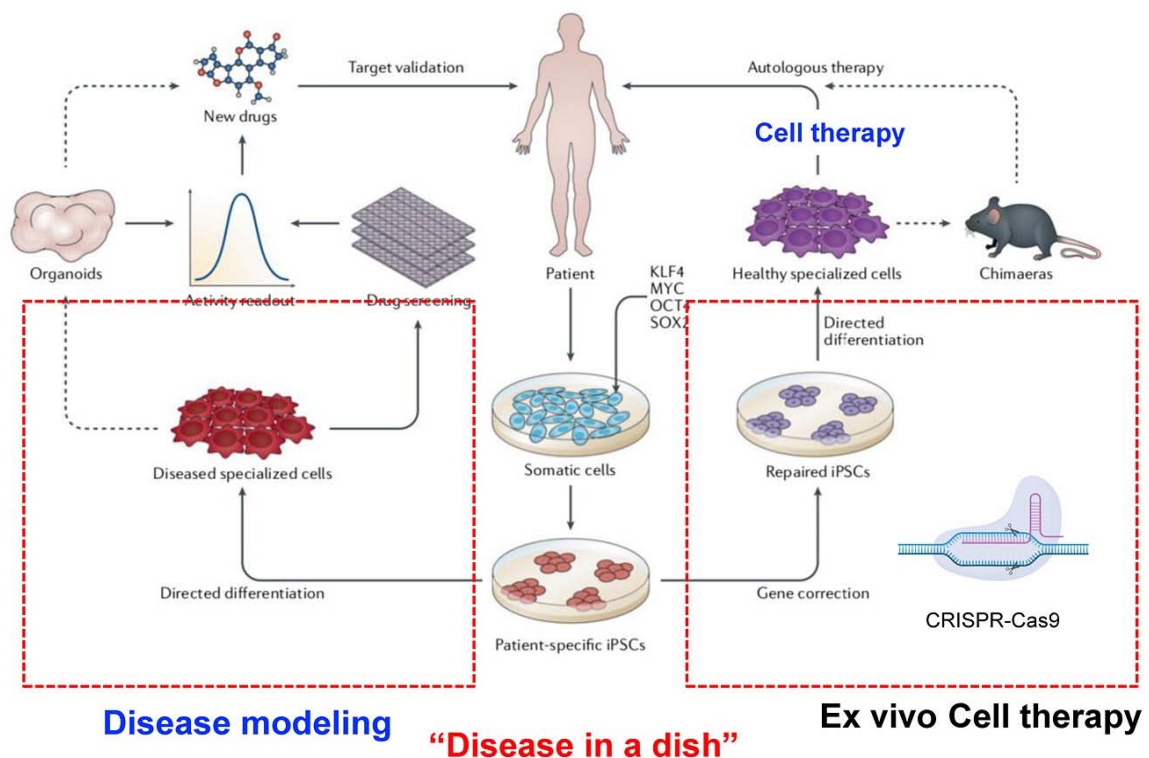 Target validation
Autologous therapy
New drugs
Cell therapy
Organoids
Activity readout
Drug screening
Patient
KLF4
MYC
OCT4
SOX2
Healthy specialized cells
Chimaeras
Directed
differentiation
Diseased specialized cells
Somatic cells
Repaired iPSCs
Directed differentiation
Gene correction
CRISPR-Cas9
Patient-specific iPSCs
Disease modeling
Ex vivo Cell therapy
“Disease in a dish”